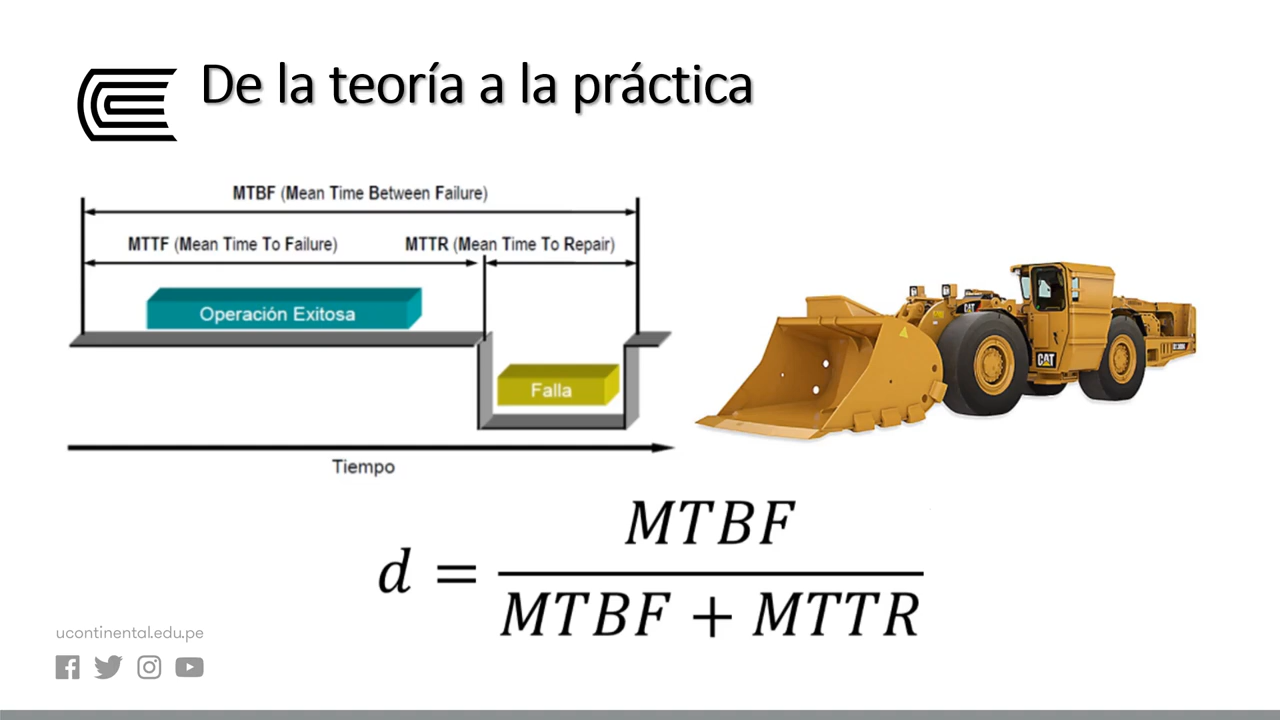 De la teoría a la práctica
MTBF (Mean Time Between Failure)
MTTF (Mean Time To Failure)
MTTR (Mean Time To Repair)
Operación Exitosa
Falla
Tiempo
CAT
CAT
d = MTBF / MTBF + MTTR
ucontinental.edu.pe